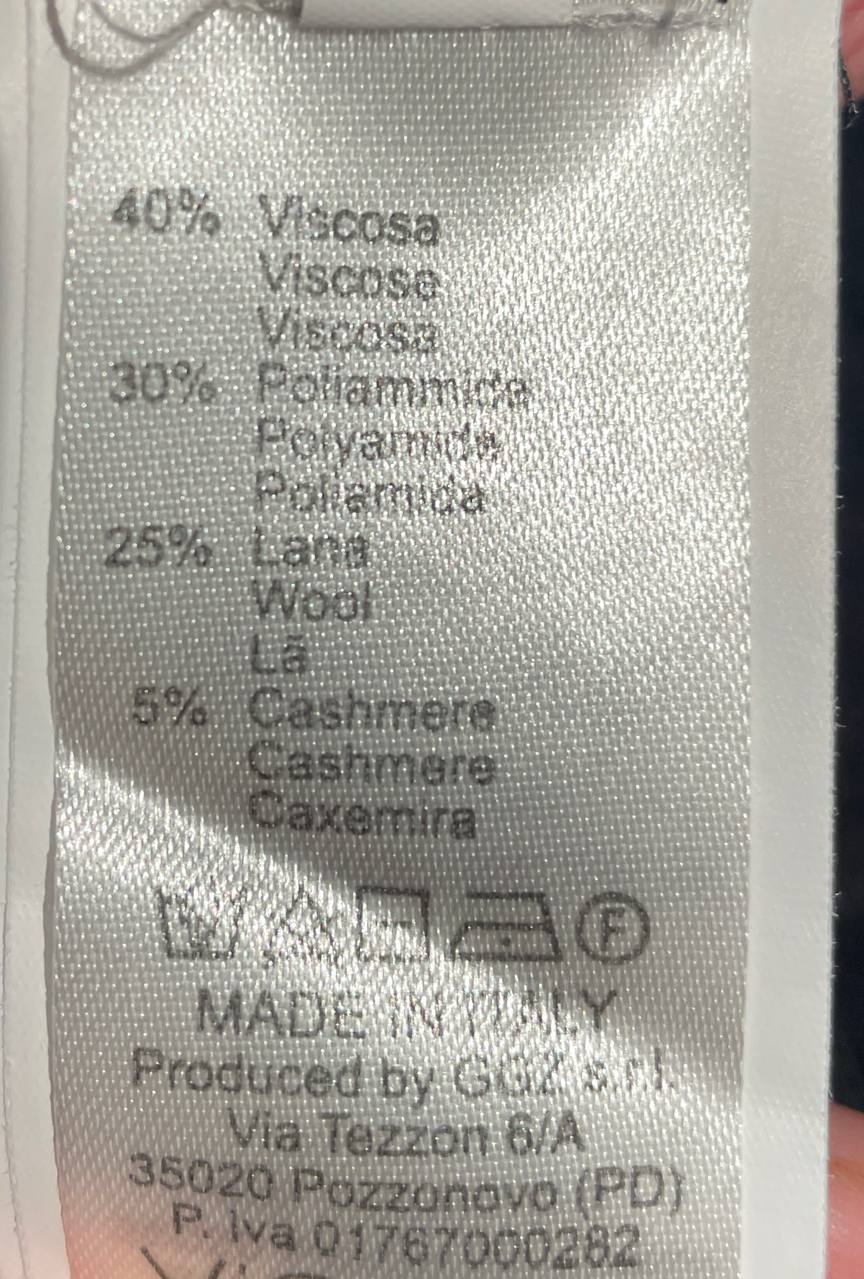 40% Viscosa
Viscose
Viscosa
30% Poliammide
Polyamide
Poliamida
25% Lana
Wool
Lã
5% Cashmere
Cashmere
Caxemira
F
MADE IN ITALY
Produced by GGZ s.r.l.
Via Tezzon 6/A
35020 Pozzonovo (PD)
P. Iva 01767000282